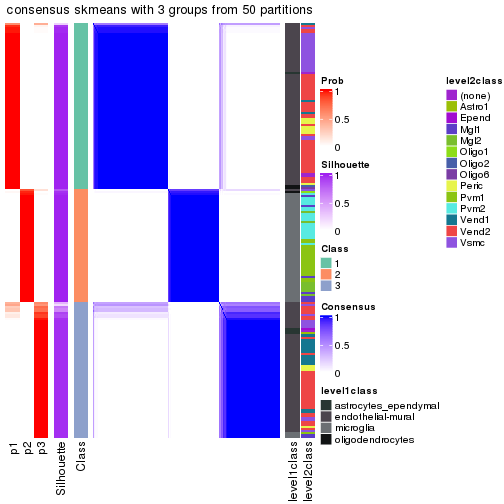 consensus skmeans with 3 groups from 50 partitions
Prob
1
0.5
0
Silhouette
1
0.5
0
Class
1
2
3
Consensus
1
0.5
0
level1class
astrocytes_ependymal
endothelial-mural
microglia
oligodendrocytes
level2class
(none)
Astro1
Epend
Mgl1
Mgl2
Oligo1
Oligo2
Oligo6
Peric
Pvm1
Pvm2
Vend1
Vend2
Vsmc
p1
p2
p3
Silhouette
Class
level1class
level2class